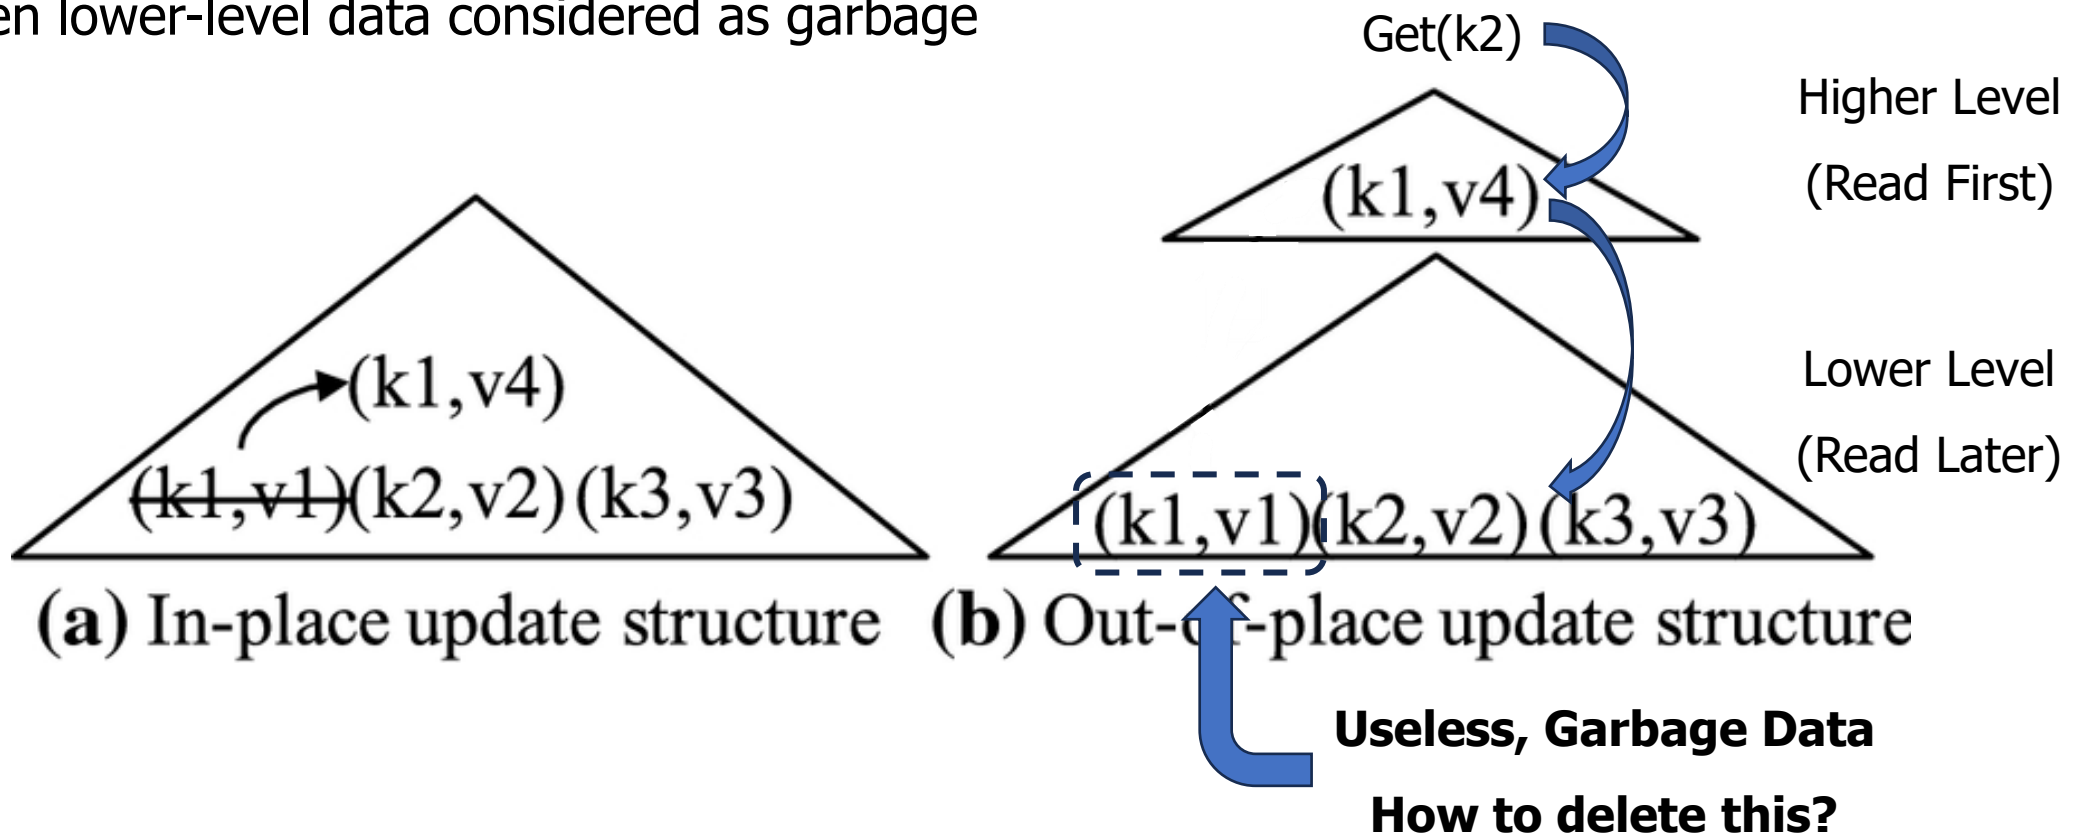 en lower-level data considered as garbage
Get(k2)
Higher Level
(Read First)
(k1,v4)
(k1,v4)
(k1,v1)(k2,v2)(k3,v3)
Lower Level
(Read Later)
(k1,v1)(k2,v2)(k3,v3)
(a) In-place update structure
(b) Out-of-place update structure
Useless, Garbage Data
How to delete this?